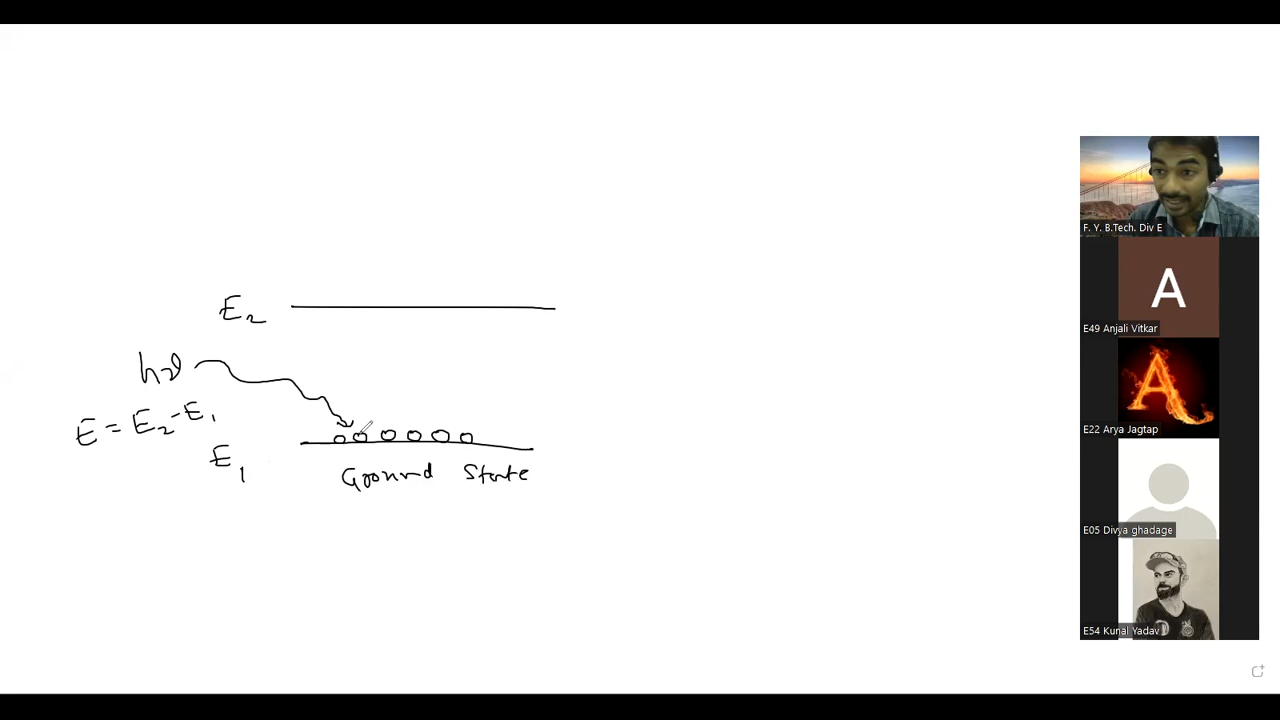 E₂
hν
E = E₂ - E₁
E₁
Ground State
F. Y. B.Tech. Div E
A
E49 Anjali Vitkar
A
E22 Arya Jagtap
E05 Divya ghadage
E54 Kunal Yadav